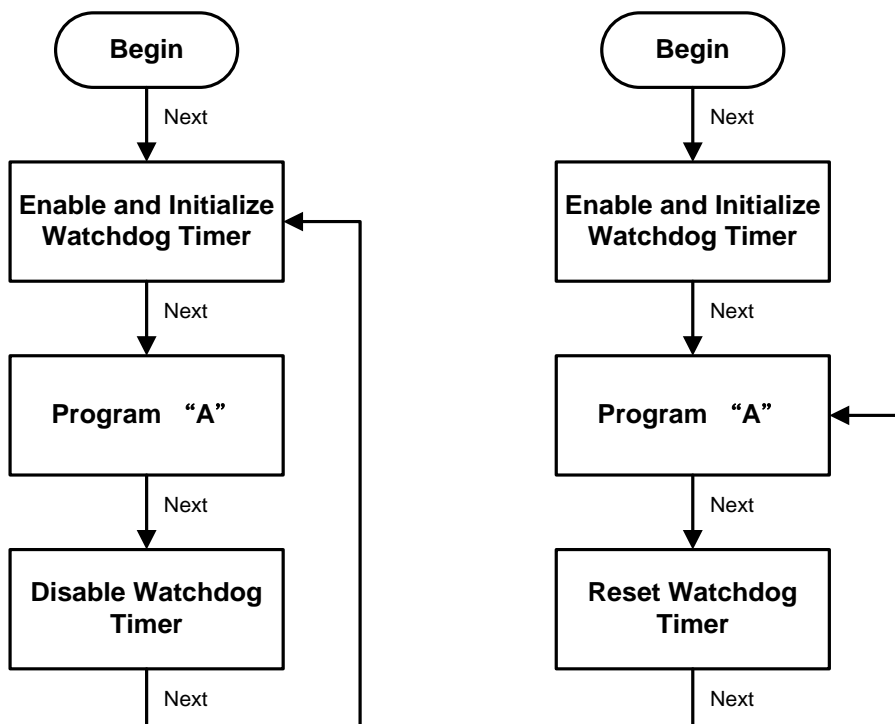 Begin
Next
Enable and Initialize
Watchdog Timer
Next
Program “A”
Next
Disable Watchdog
Timer
Next
Begin
Next
Enable and Initialize
Watchdog Timer
Next
Program “A”
Next
Reset Watchdog
Timer
Next